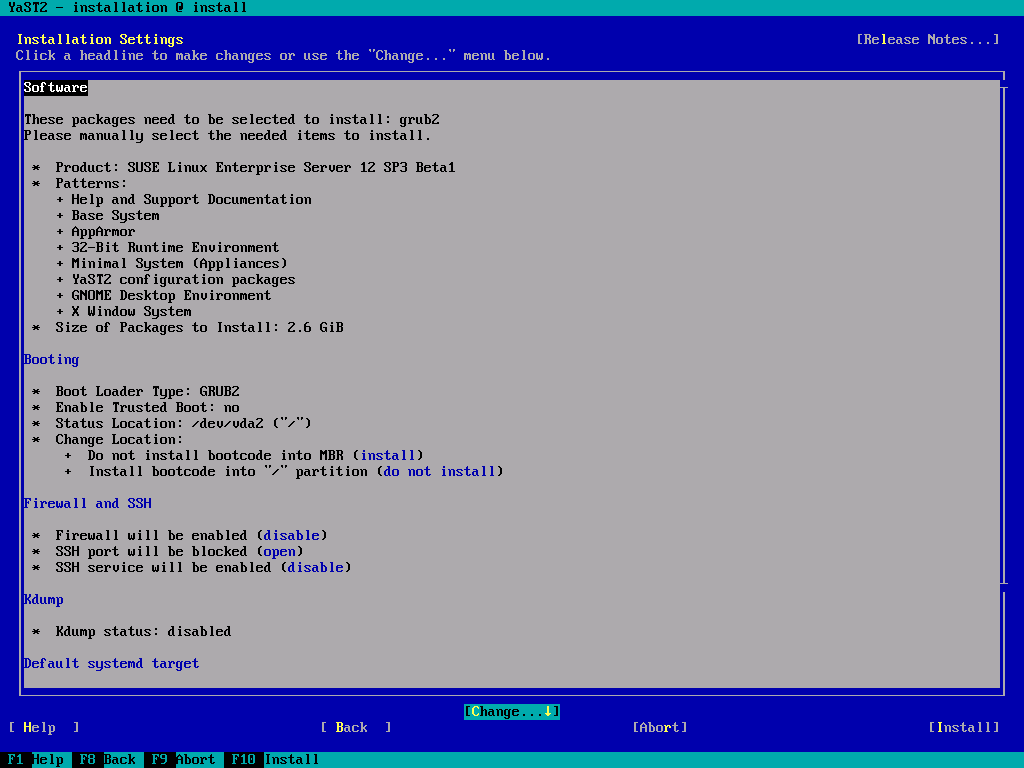 YaST2 - installation @ install
Installation Settings [Release Notes...]
Click a headline to make changes or use the "Change..." menu below.
Software
These packages need to be selected to install: grub2
Please manually select the needed items to install.
* Product: SUSE Linux Enterprise Server 12 SP3 Beta1
* Patterns:
+ Help and Support Documentation
+ Base System
+ AppArmor
+ 32-Bit Runtime Environment
+ Minimal System (Appliances)
+ YaST2 configuration packages
+ GNOME Desktop Environment
+ X Window System
* Size of Packages to Install: 2.6 GiB
Booting
* Boot Loader Type: GRUB2
* Enable Trusted Boot: no
* Status Location: /dev/vda2 ("/")
* Change Location:
+ Do not install bootcode into MBR (install)
+ Install bootcode into "/" partition (do not install)
Firewall and SSH
* Firewall will be enabled (disable)
* SSH port will be blocked (open)
* SSH service will be enabled (disable)
Kdump
* Kdump status: disabled
Default systemd target
[Change...↓]
[ Help ] [ Back ] [Abort] [Install]
F1 Help F8 Back F9 Abort F10 Install